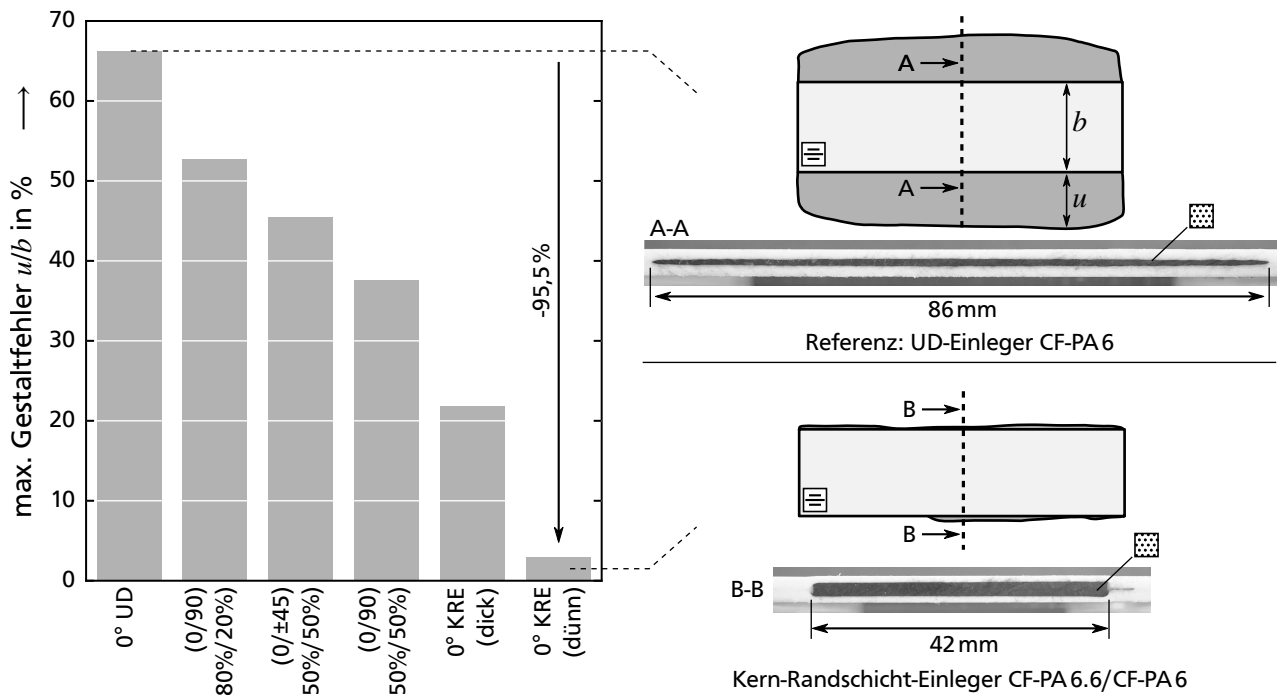 max. Gestaltfehler u/b in % →
70
60
50
40
30
20
10
0
-95,5 %
0° UD
(0/90)
80%/20%
(0/±45)
50%/50%
(0/90)
50%/50%
0° KRE
(dick)
0° KRE
(dünn)
A
b
A
u
A-A
86 mm
Referenz: UD-Einleger CF-PA 6
B
B
B-B
42 mm
Kern-Randschicht-Einleger CF-PA 6.6/CF-PA 6